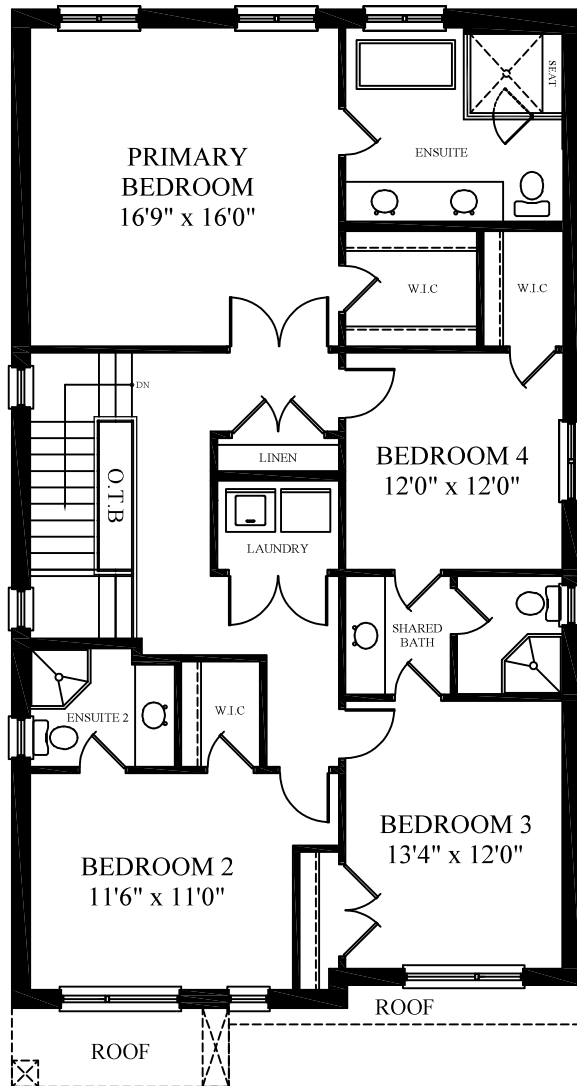 PRIMARY
BEDROOM
16'9" x 16'0"
SEAT
ENSUITE
W.I.C
W.I.C
DN
LINEN
BEDROOM 4
12'0" x 12'0"
O.T.B
LAUNDRY
SHARED
BATH
ENSUITE 2
W.I.C
BEDROOM 3
13'4" x 12'0"
BEDROOM 2
11'6" x 11'0"
ROOF
ROOF